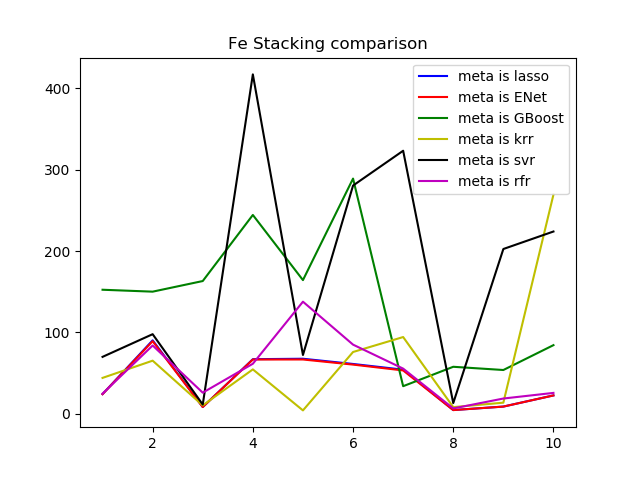 Fe Stacking comparison
400
300
200
100
0
2
4
6
8
10
meta is lasso
meta is ENet
meta is GBoost
meta is krr
meta is svr
meta is rfr